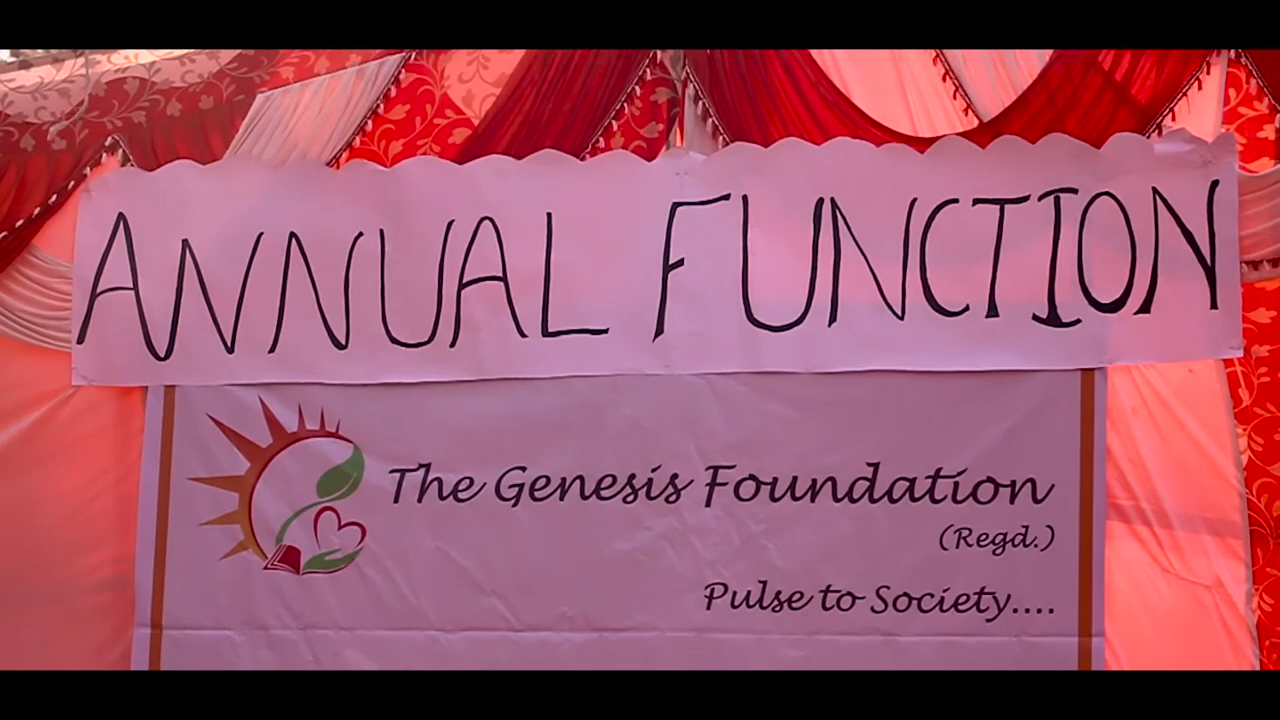 ANNUAL FUNCTION
The Genesis Foundation
(Regd.)
Pulse to Society....